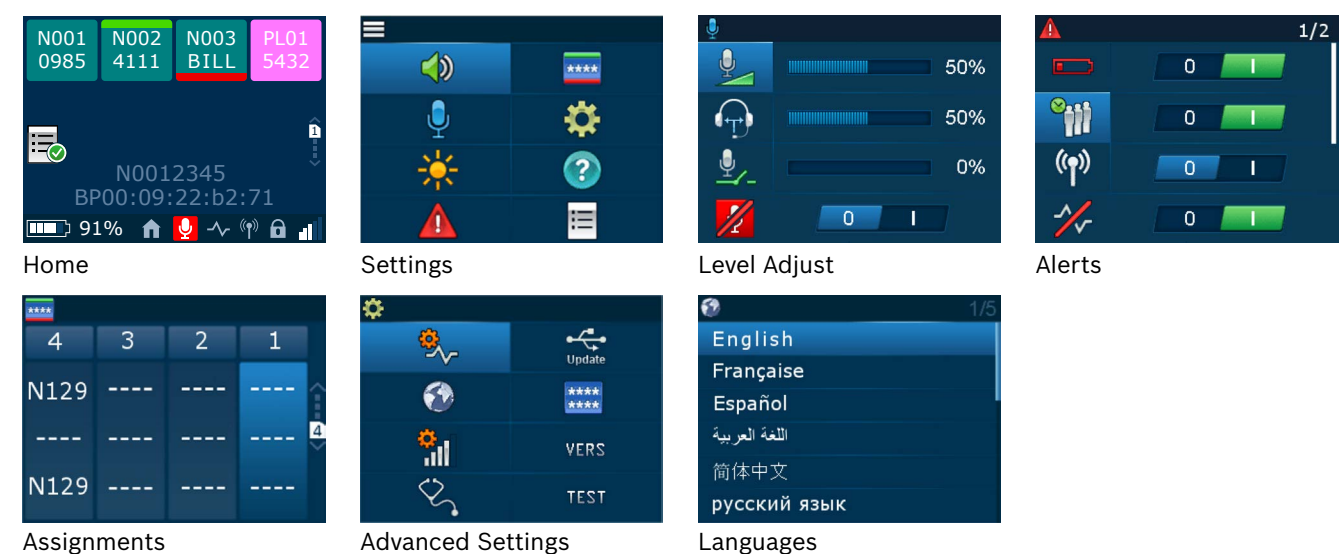 N001 N002 N003 PL01
0985 4111 BILL 5432
1
N0012345
BP00:09:22:b2:71
91%
Home
****
?
Settings
50%
50%
0%
0 I
Level Adjust
1/2
0 I
0 I
0 I
0 I
Alerts
****
4 3 2 1
N129 ---- ---- ----
---- ---- ---- ----
4
N129 ---- ---- ----
Assignments
Update
****
****
VERS
TEST
Advanced Settings
1/5
English
Française
Español
اللغة العربية
简体中文
русский язык
Languages